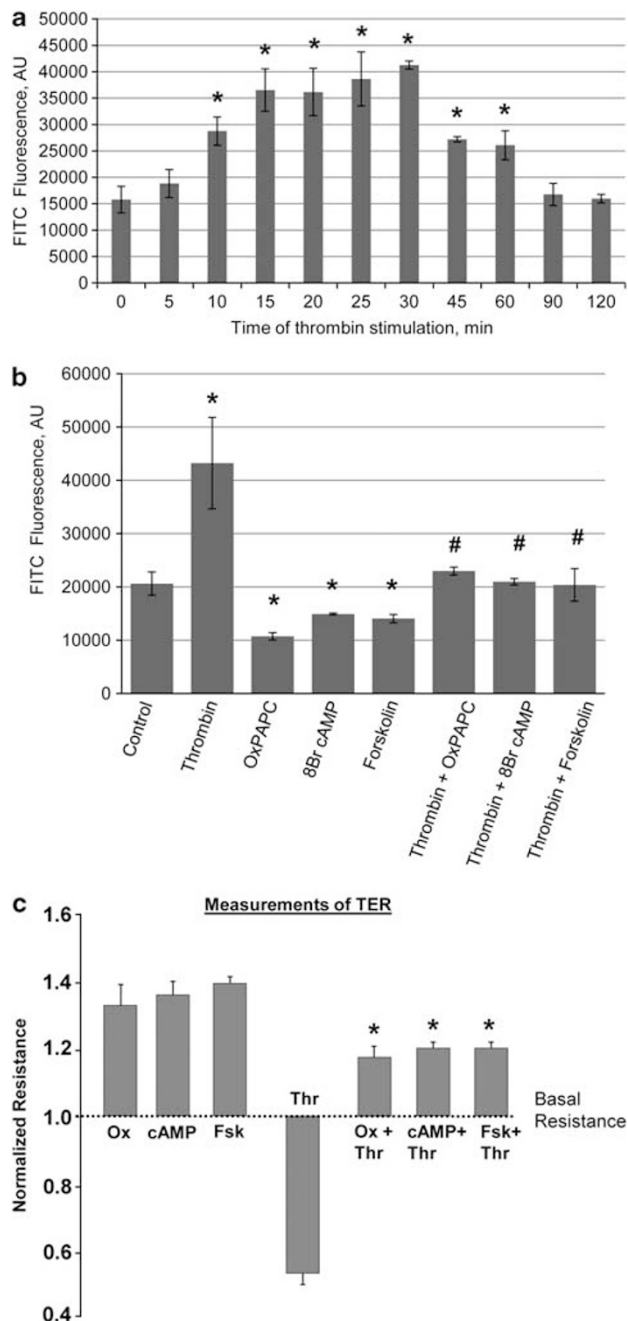 a
50000
45000
40000
35000
30000
25000
20000
15000
10000
5000
0
FITC Fluorescence, AU
* * * * * * * *
0 5 10 15 20 25 30 45 60 90 120
Time of thrombin stimulation, min
b
60000
50000
40000
30000
20000
10000
0
FITC Fluorescence, AU
* * * * # # #
Control
Thrombin
OxPAPC
8Br cAMP
Forskolin
Thrombin + OxPAPC
Thrombin + 8Br cAMP
Thrombin + Forskolin
c
Measurements of TER
1.6
1.4
1.2
1.0
0.8
0.6
0.4
Normalized Resistance
* * *
Ox cAMP Fsk
Thr
Ox + Thr
cAMP+ Thr
Fsk+ Thr
Basal
Resistance